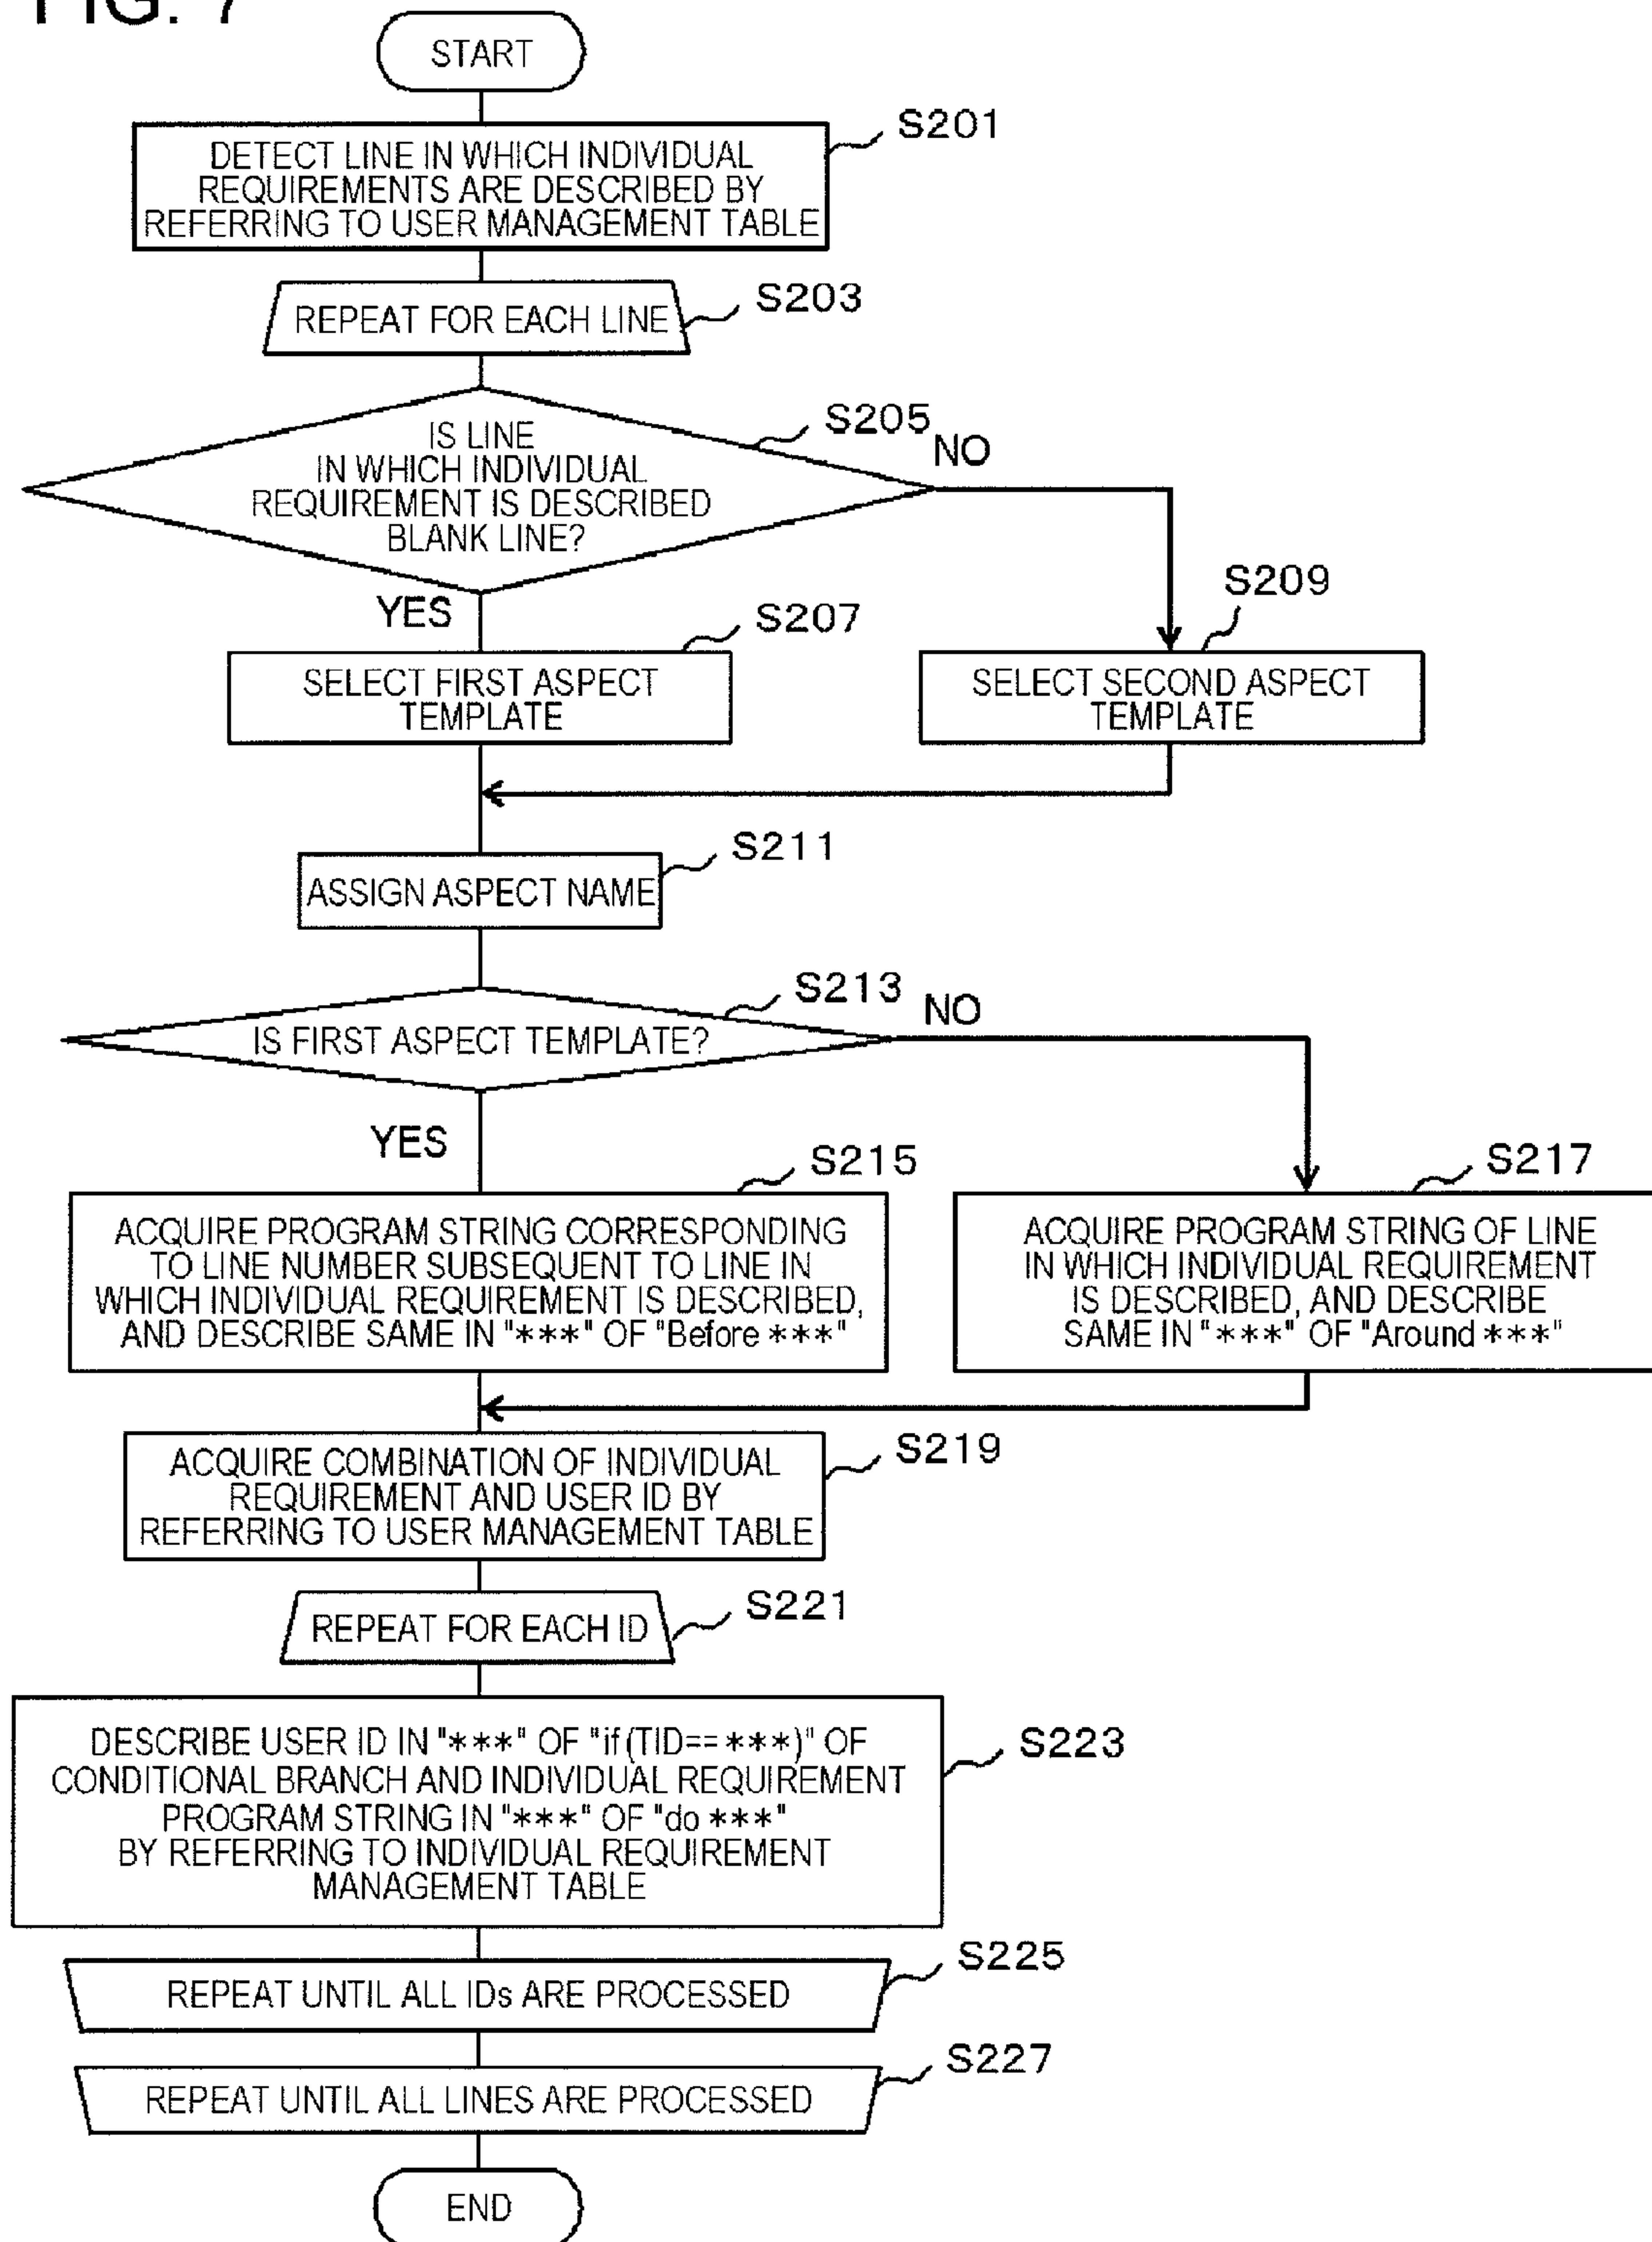 FIG. 7
START
S201
DETECT LINE IN WHICH INDIVIDUAL
REQUIREMENTS ARE DESCRIBED BY
REFERRING TO USER MANAGEMENT TABLE
S203
REPEAT FOR EACH LINE
S205
IS LINE
IN WHICH INDIVIDUAL
REQUIREMENT IS DESCRIBED
BLANK LINE?
NO
YES
S207
SELECT FIRST ASPECT
TEMPLATE
S209
SELECT SECOND ASPECT
TEMPLATE
S211
ASSIGN ASPECT NAME
S213
IS FIRST ASPECT TEMPLATE?
NO
YES
S215
ACQUIRE PROGRAM STRING CORRESPONDING
TO LINE NUMBER SUBSEQUENT TO LINE IN
WHICH INDIVIDUAL REQUIREMENT IS DESCRIBED,
AND DESCRIBE SAME IN "***" OF "Before ***"
S217
ACQUIRE PROGRAM STRING OF LINE
IN WHICH INDIVIDUAL REQUIREMENT
IS DESCRIBED, AND DESCRIBE
SAME IN "***" OF "Around ***"
S219
ACQUIRE COMBINATION OF INDIVIDUAL
REQUIREMENT AND USER ID BY
REFERRING TO USER MANAGEMENT TABLE
S221
REPEAT FOR EACH ID
S223
DESCRIBE USER ID IN "***" OF "if (TID== ***)" OF
CONDITIONAL BRANCH AND INDIVIDUAL REQUIREMENT
PROGRAM STRING IN "***" OF "do ***"
BY REFERRING TO INDIVIDUAL REQUIREMENT
MANAGEMENT TABLE
S225
REPEAT UNTIL ALL IDs ARE PROCESSED
S227
REPEAT UNTIL ALL LINES ARE PROCESSED
END